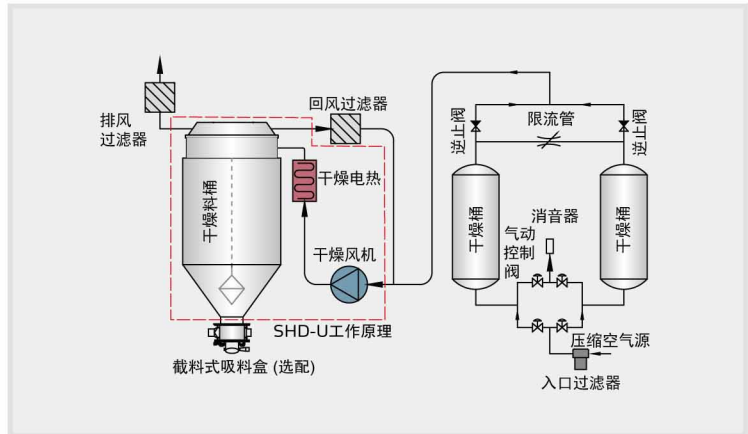 排风
过滤器
回风过滤器
干燥料桶
干燥电热
干燥风机
SHD-U工作原理
截料式吸料盒 (选配)
逆止阀
限流管
逆止阀
干燥桶
气动
控制
阀
消音器
干燥桶
压缩空气源
入口过滤器